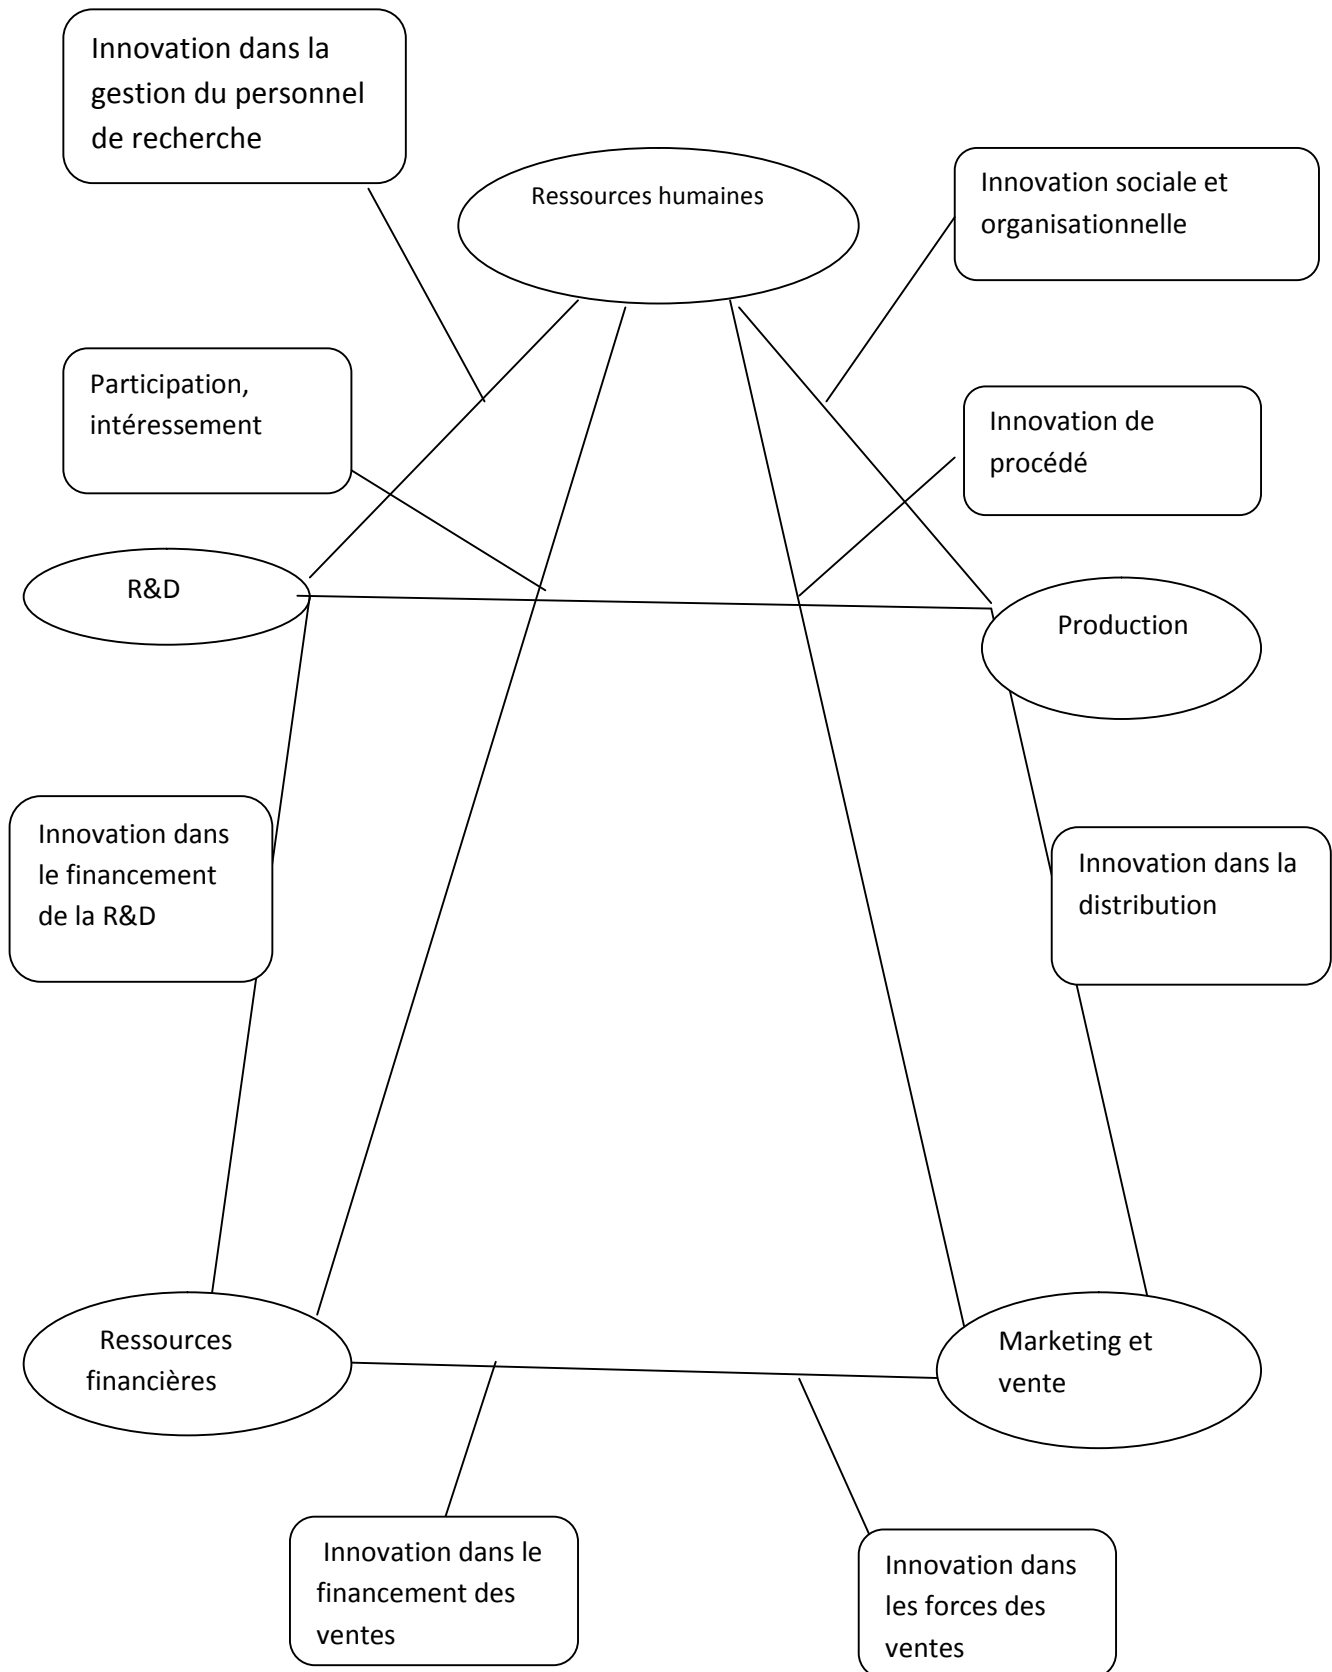 Innovation dans la
gestion du personnel
de recherche
Ressources humaines
Innovation sociale et
organisationnelle
Participation,
intéressement
Innovation de
procédé
R&D
Production
Innovation dans
le financement
de la R&D
Innovation dans la
distribution
Ressources
financières
Marketing et
vente
Innovation dans le
financement des
ventes
Innovation dans
les forces des
ventes